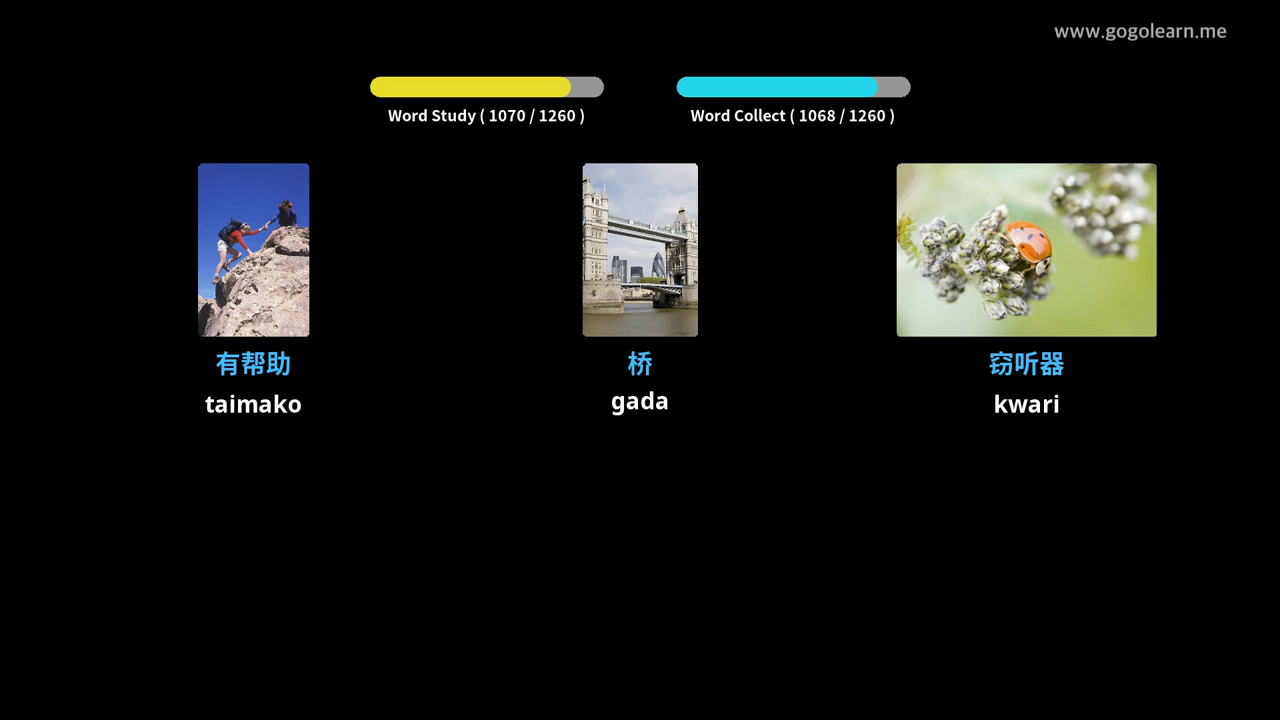 www.gogolearn.me
Word Study ( 1070 / 1260 )
Word Collect ( 1068 / 1260 )
有帮助
桥
窃听器
taimako
gada
kwari